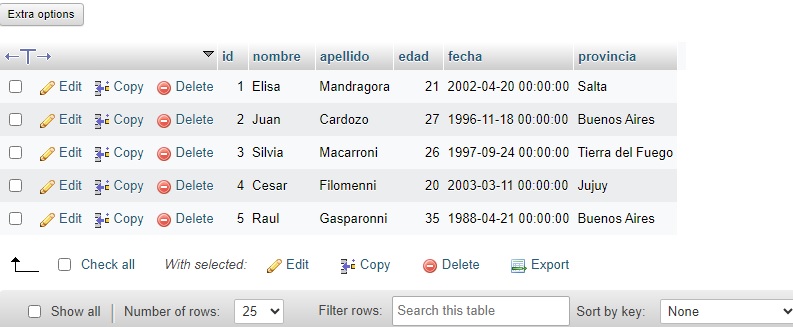 Extra options
←T→ id nombre apellido edad fecha provincia
Edit Copy Delete 1 Elisa Mandragora 21 2002-04-20 00:00:00 Salta
Edit Copy Delete 2 Juan Cardozo 27 1996-11-18 00:00:00 Buenos Aires
Edit Copy Delete 3 Silvia Macarroni 26 1997-09-24 00:00:00 Tierra del Fuego
Edit Copy Delete 4 Cesar Filomenni 20 2003-03-11 00:00:00 Jujuy
Edit Copy Delete 5 Raul Gasparonni 35 1988-04-21 00:00:00 Buenos Aires
Check all With selected: Edit Copy Delete Export
Show all Number of rows: 25 Filter rows: Search this table Sort by key: None